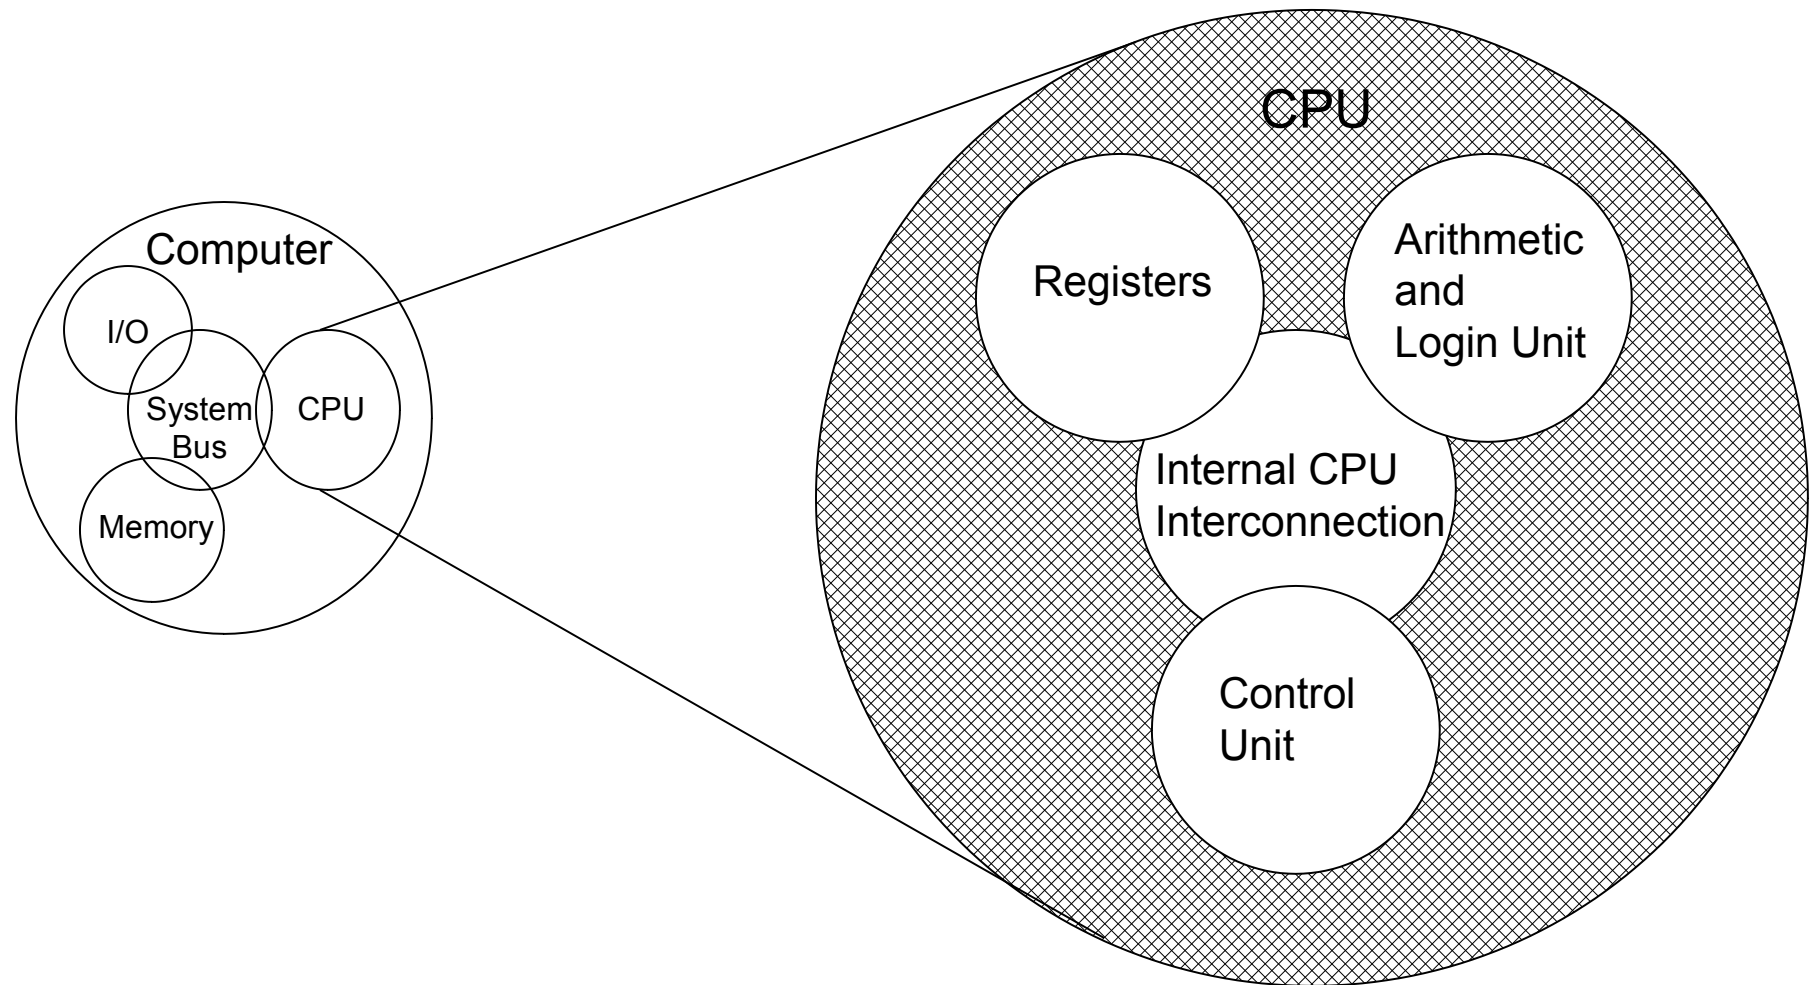 Computer
I/O
System
Bus
CPU
Memory
CPU
Registers
Arithmetic
and
Login Unit
Internal CPU
Interconnection
Control
Unit